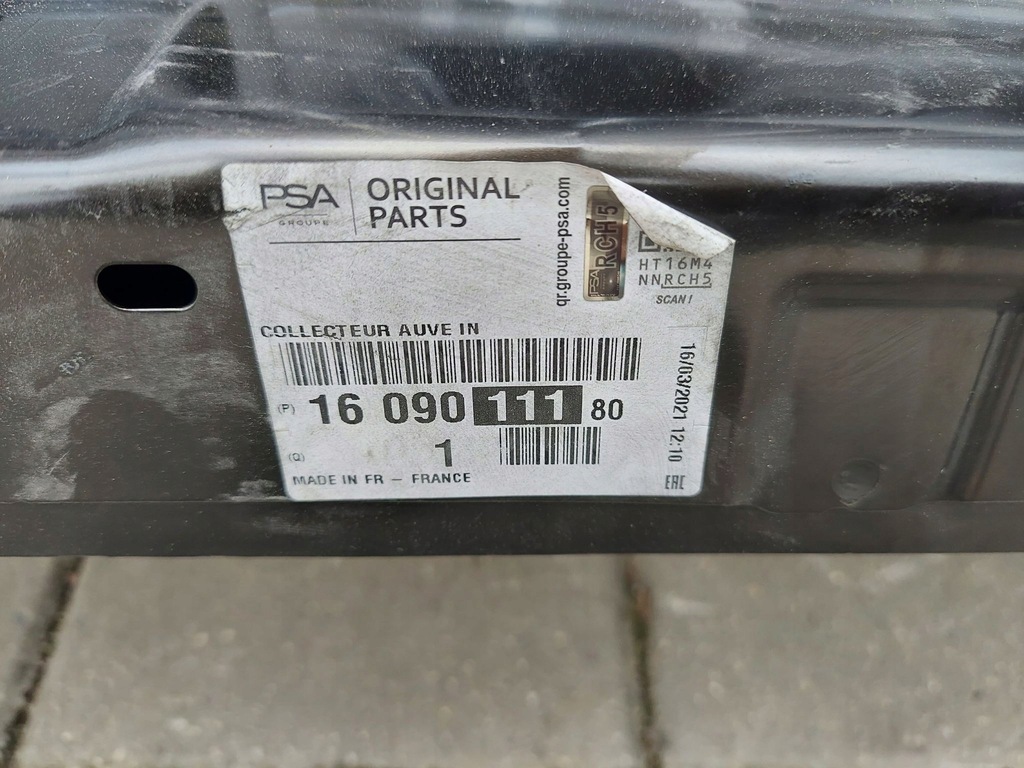 PSA
GROUPE
ORIGINAL
PARTS
qr.groupe-psa.com
PSA
RCH5
HT16M4
NNRCH5
SCAN!
COLLECTEUR AUVE IN
(P) 16 090 111 80
(Q) 1
MADE IN FR – FRANCE
16/03/2021 12:10
EAC